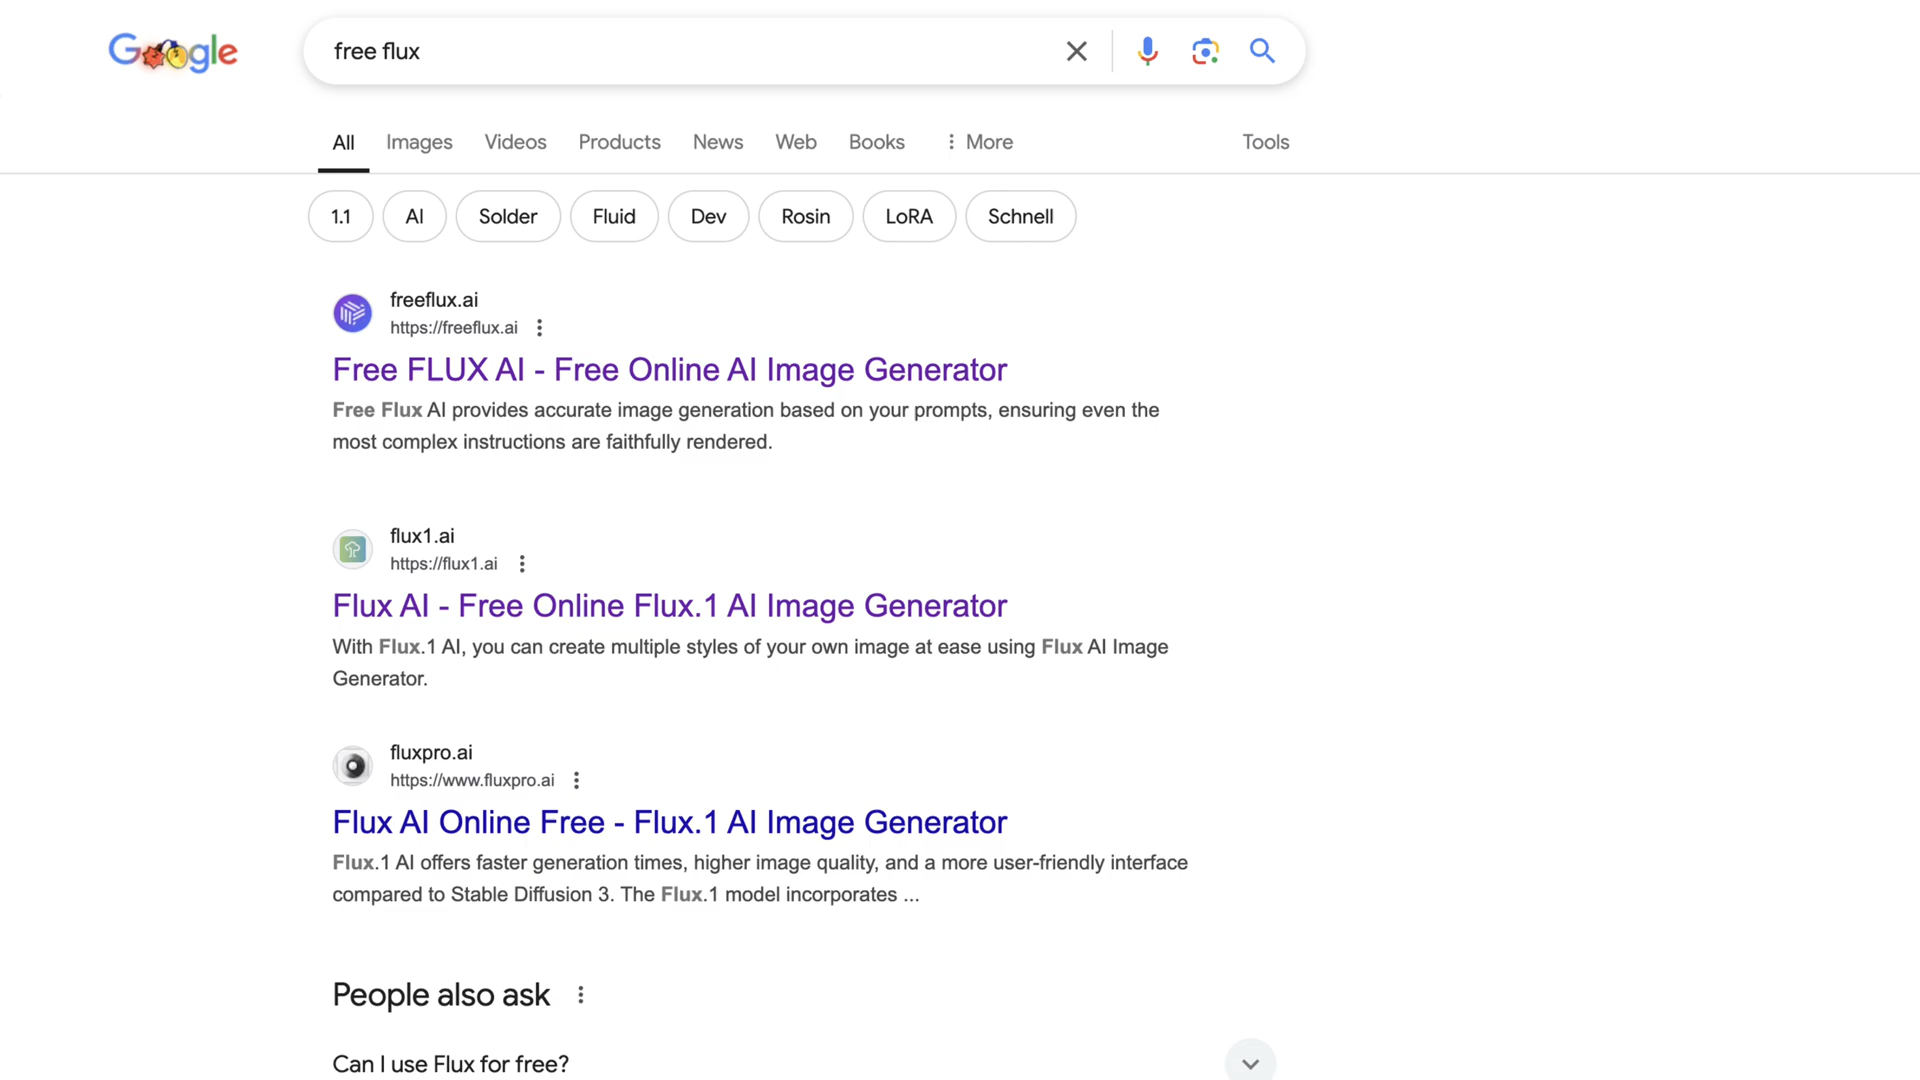 Google
free flux
All Images Videos Products News Web Books More Tools
1.1 AI Solder Fluid Dev Rosin LoRA Schnell
freeflux.ai
https://freeflux.ai
Free FLUX AI - Free Online AI Image Generator
Free Flux AI provides accurate image generation based on your prompts, ensuring even the
most complex instructions are faithfully rendered.
flux1.ai
https://flux1.ai
Flux AI - Free Online Flux.1 AI Image Generator
With Flux.1 AI, you can create multiple styles of your own image at ease using Flux AI Image
Generator.
fluxpro.ai
https://www.fluxpro.ai
Flux AI Online Free - Flux.1 AI Image Generator
Flux.1 AI offers faster generation times, higher image quality, and a more user-friendly interface
compared to Stable Diffusion 3. The Flux.1 model incorporates ...
People also ask
Can I use Flux for free?